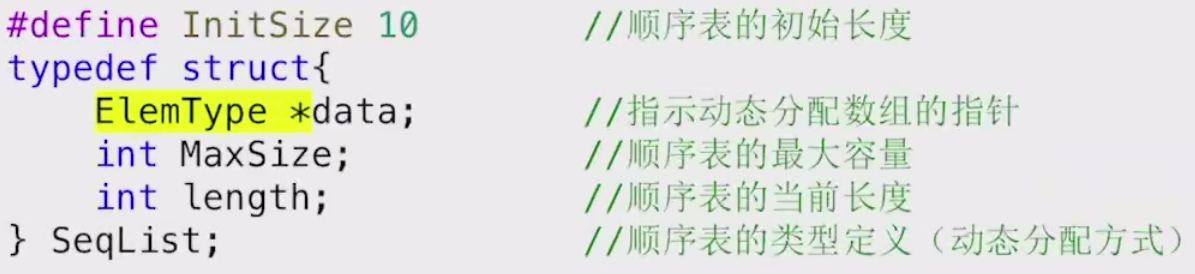 #define InitSize 10 //顺序表的初始长度
typedef struct{
ElemType *data; //指示动态分配数组的指针
int MaxSize; //顺序表的最大容量
int length; //顺序表的当前长度
} SeqList; //顺序表的类型定义（动态分配方式）